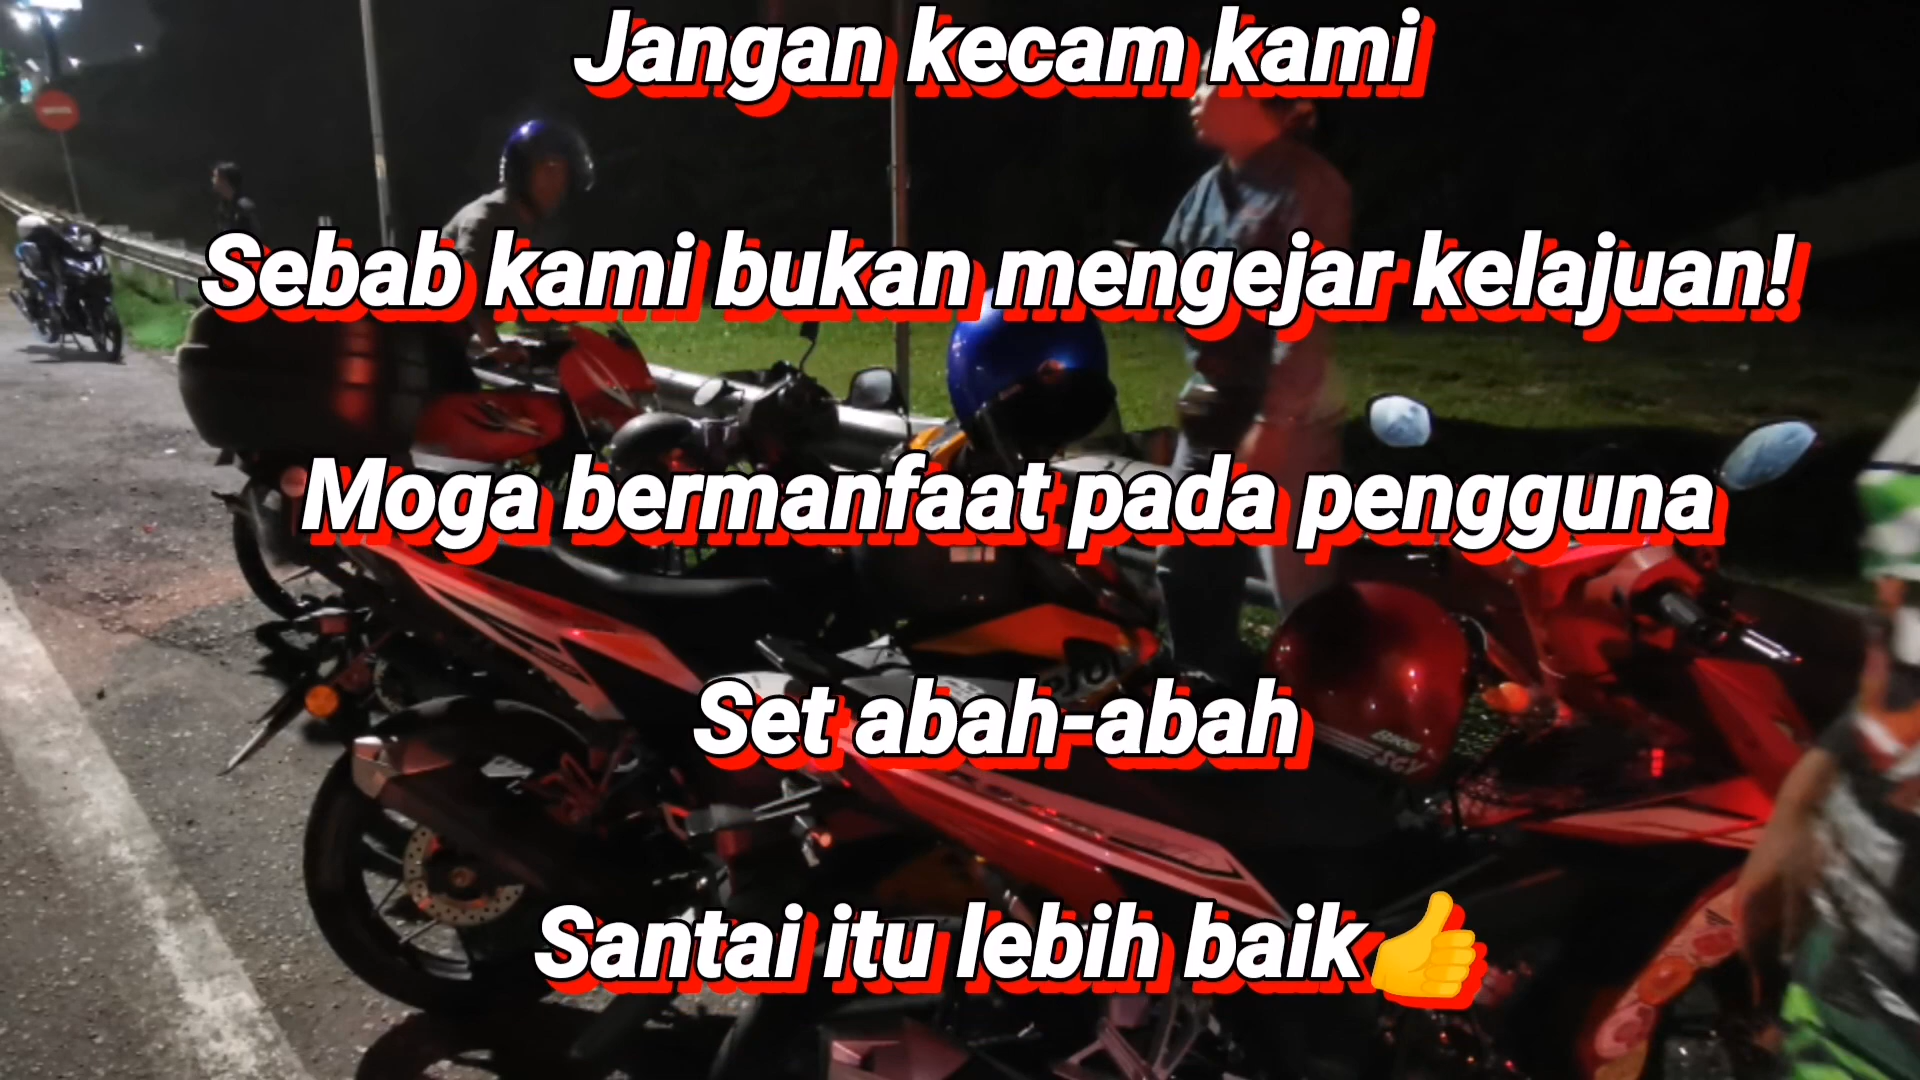 Jangan kecam kami
Sebab kami bukan mengejar kelajuan!
Moga bermanfaat pada pengguna
Set abah-abah
Santai itu lebih baik👍
SGV